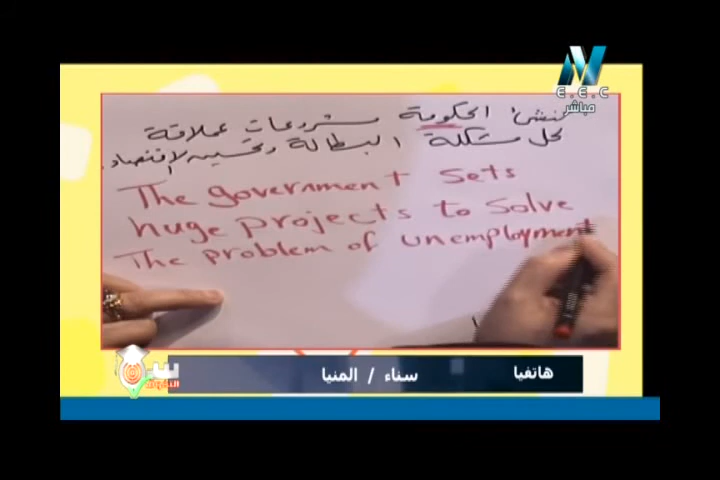 E.E.C
مباشر
تنشئ الحكومة مشروعات عملاقة
لحل مشكلة البطالة وتحسين الاقتصاد.
The government sets
huge projects to solve
The problem of unemployment
هاتفيا
سناء / المنيا